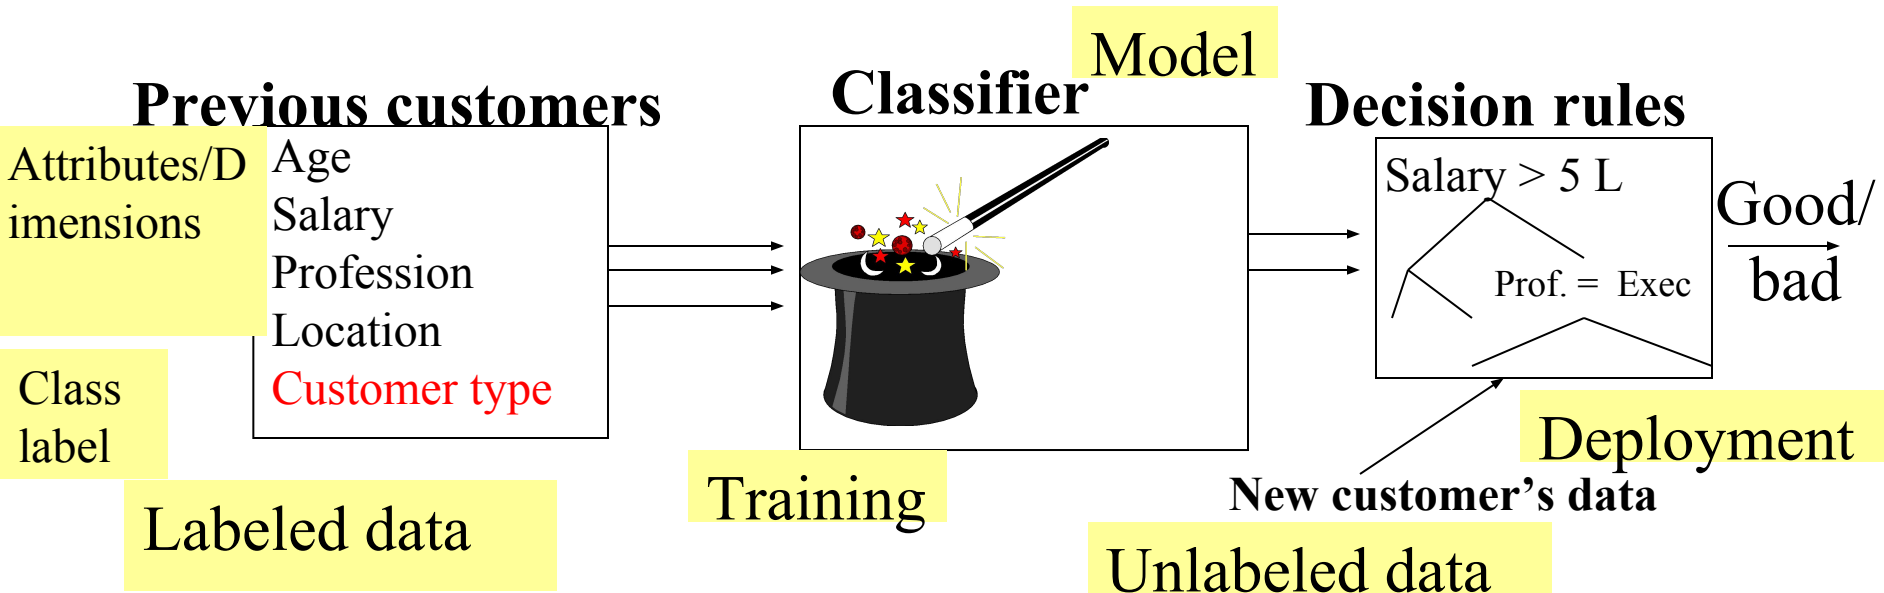 Model
Previous customers
Classifier
Decision rules
Attributes/D
imensions
Age
Salary
Profession
Location
Customer type
Class
label
Labeled data
Training
Salary > 5 L
Prof. = Exec
Good/
bad
Deployment
New customer’s data
Unlabeled data